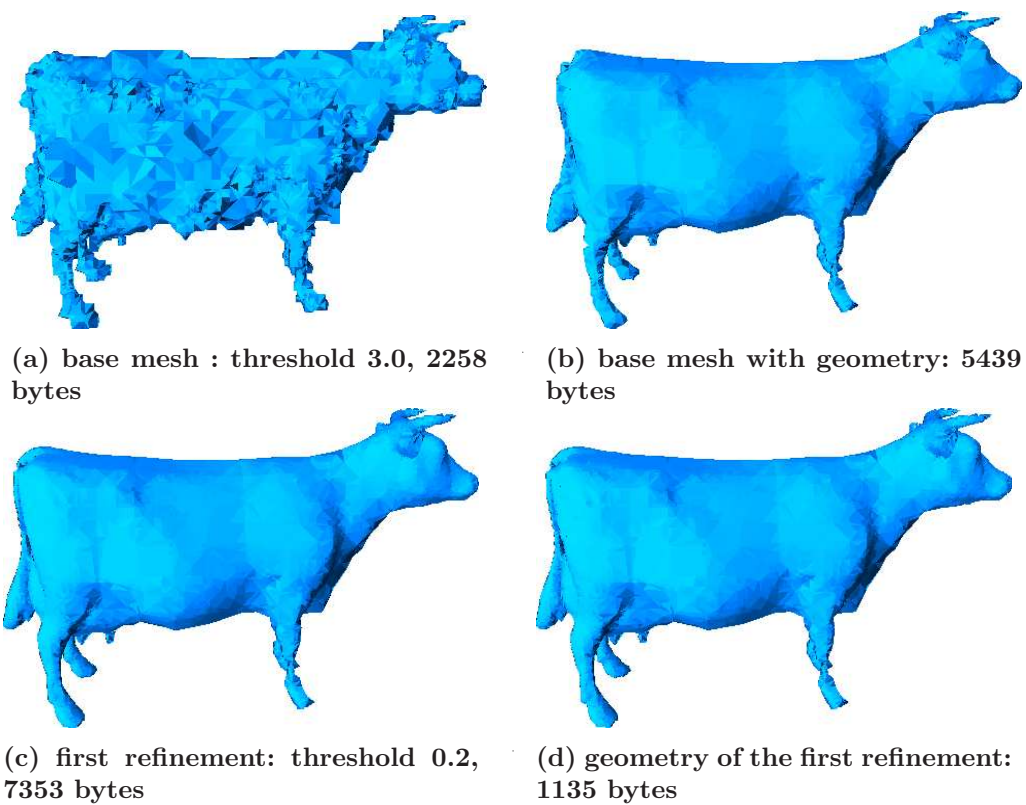 (a) base mesh : threshold 3.0, 2258
bytes
(b) base mesh with geometry: 5439
bytes
(c) first refinement: threshold 0.2,
7353 bytes
(d) geometry of the first refinement:
1135 bytes